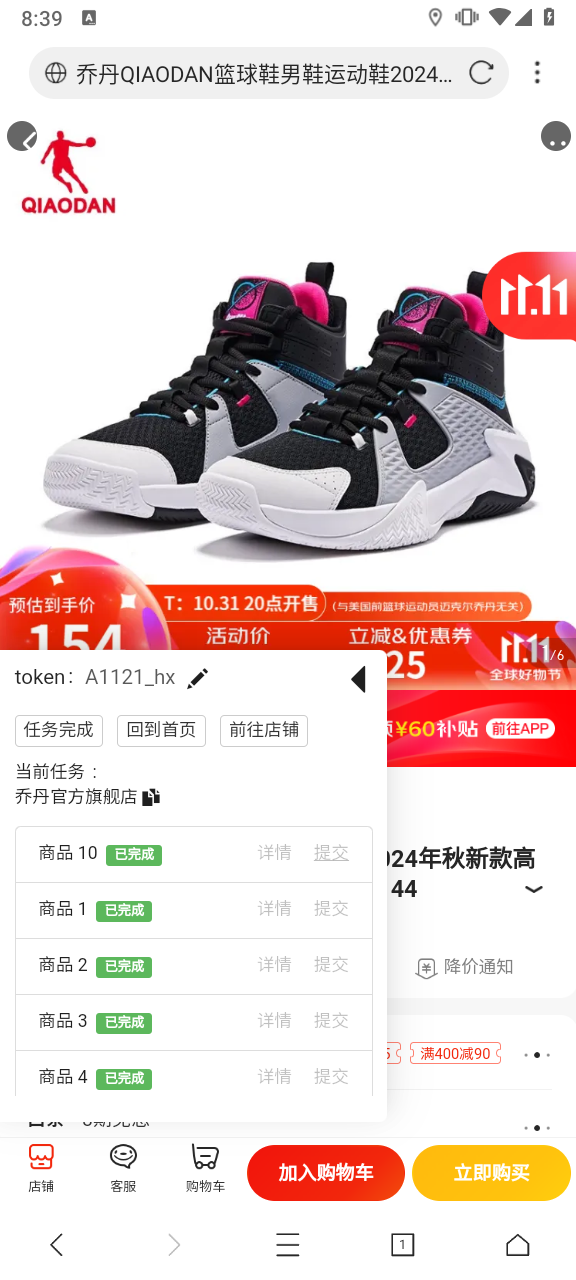 8:39
A
乔丹QIAODAN篮球鞋男鞋运动鞋2024...
QIAODAN
11.11
T：10.31 20点开售 (与美国前篮球运动员迈克尔乔丹无关)
预估到手价
活动价 立减&优惠券
154
25
11.11
1/6
全球好物节
token： A1121_hx
¥60补贴 前往APP
任务完成 回到首页 前往店铺
当前任务：
乔丹官方旗舰店
商品 10 已完成 详情 提交
024年秋新款高
44
商品 1 已完成 详情 提交
商品 2 已完成 详情 提交
降价通知
商品 3 已完成 详情 提交
满400减90
商品 4 已完成 详情 提交
店铺 客服 购物车 加入购物车 立即购买
1